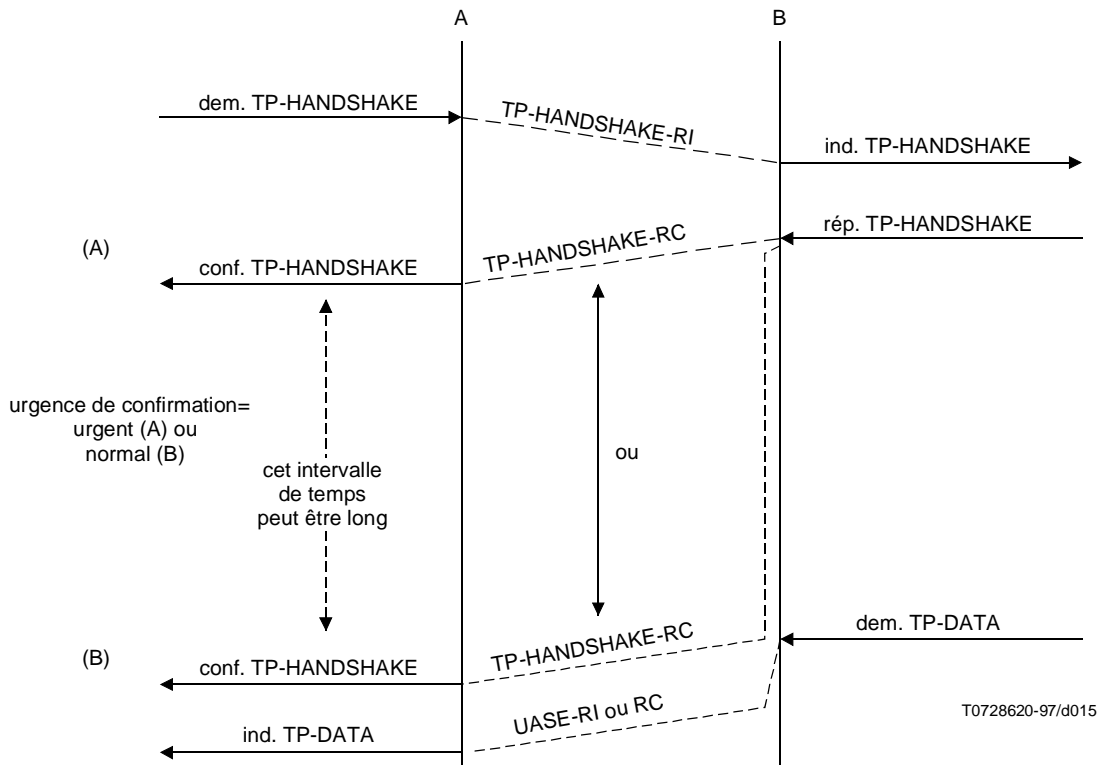 A
B
dem. TP-HANDSHAKE
TP-HANDSHAKE-RI
ind. TP-HANDSHAKE
rép. TP-HANDSHAKE
(A)
TP-HANDSHAKE-RC
conf. TP-HANDSHAKE
urgence de confirmation=
urgent (A) ou
normal (B)
cet intervalle
de temps
peut être long
ou
dem. TP-DATA
(B)
TP-HANDSHAKE-RC
conf. TP-HANDSHAKE
UASE-RI ou RC
ind. TP-DATA
T0728620-97/d015